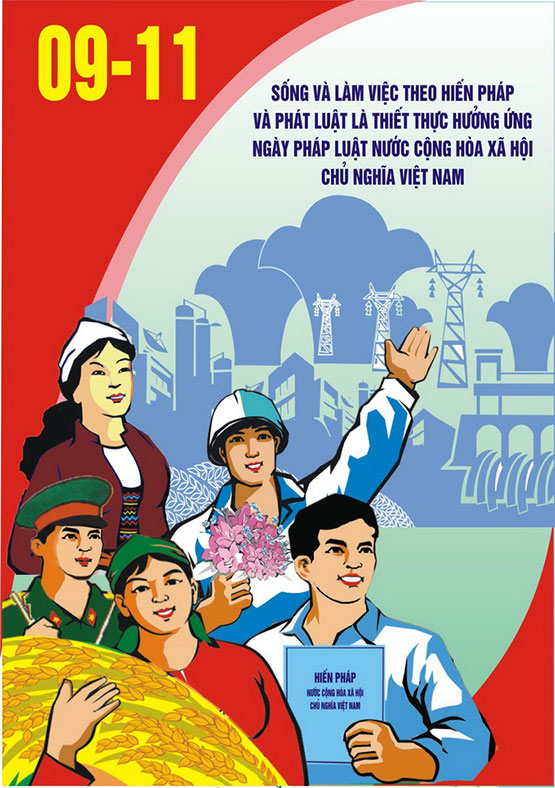 09-11
SỐNG VÀ LÀM VIỆC THEO HIẾN PHÁP
VÀ PHÁT LUẬT LÀ THIẾT THỰC HƯỞNG ỨNG
NGÀY PHÁP LUẬT NƯỚC CỘNG HÒA XÃ HỘI
CHỦ NGHĨA VIỆT NAM
HIẾN PHÁP
NƯỚC CỘNG HÒA XÃ HỘI
CHỦ NGHĨA VIỆT NAM